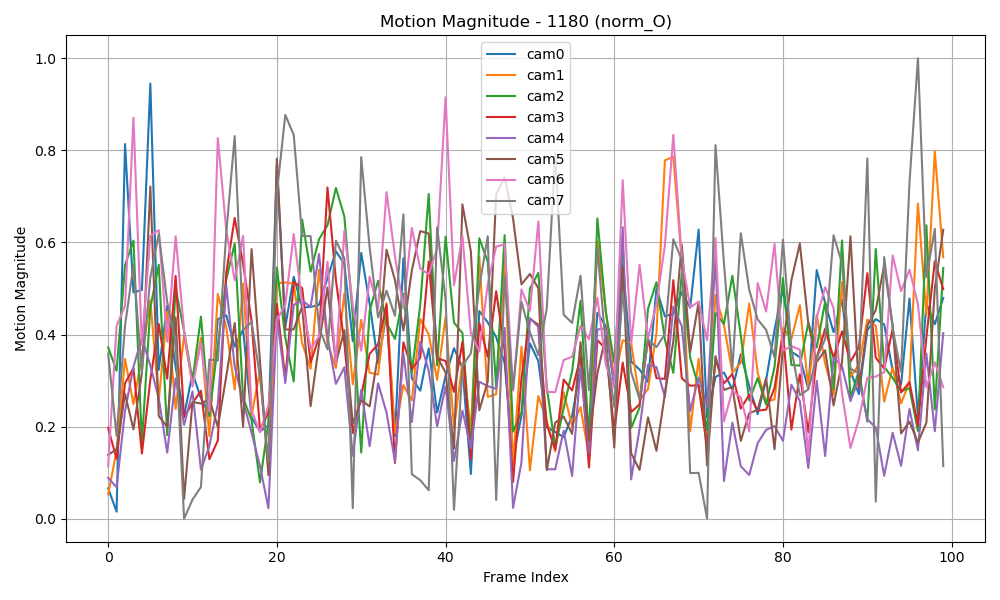 Motion Magnitude - 1180 (norm_O)
Motion Magnitude
1.0
0.8
0.6
0.4
0.2
0.0
cam0
cam1
cam2
cam3
cam4
cam5
cam6
cam7
0 20 40 60 80 100
Frame Index